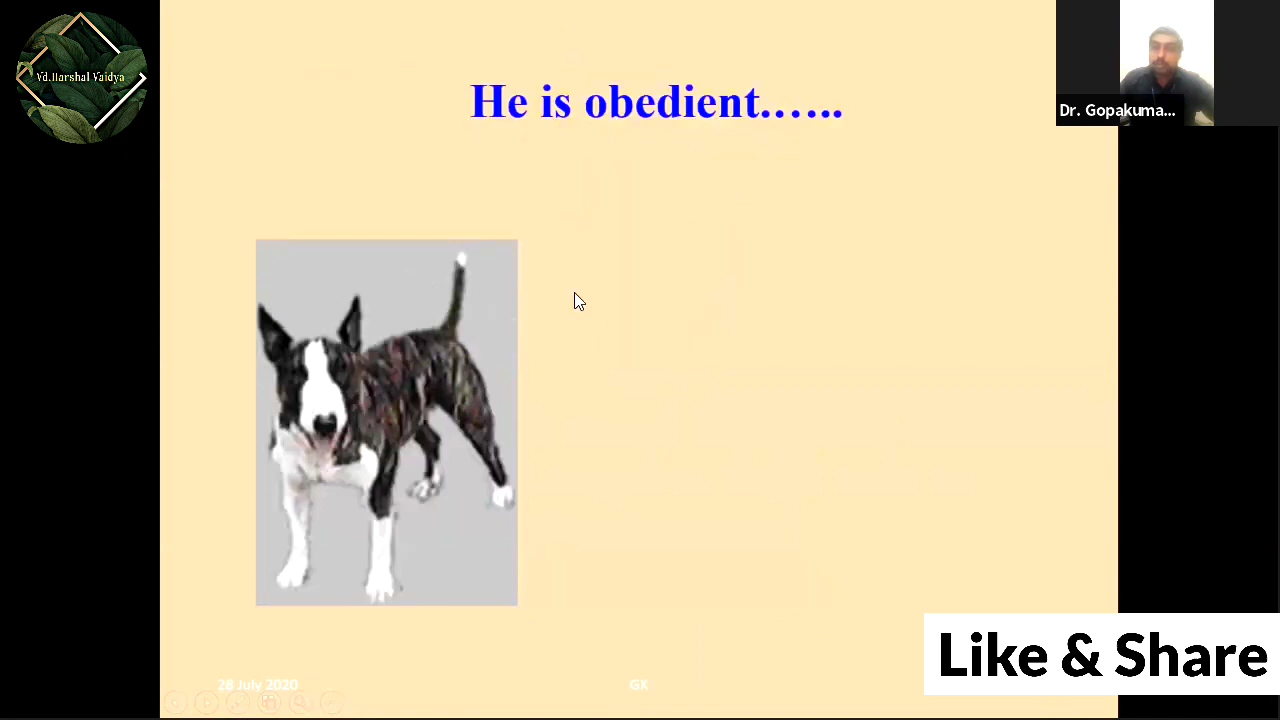 Vd.Harshal Vaidya
He is obedient......
Dr. Gopakuma...
Like & Share
28 July 2020
GK